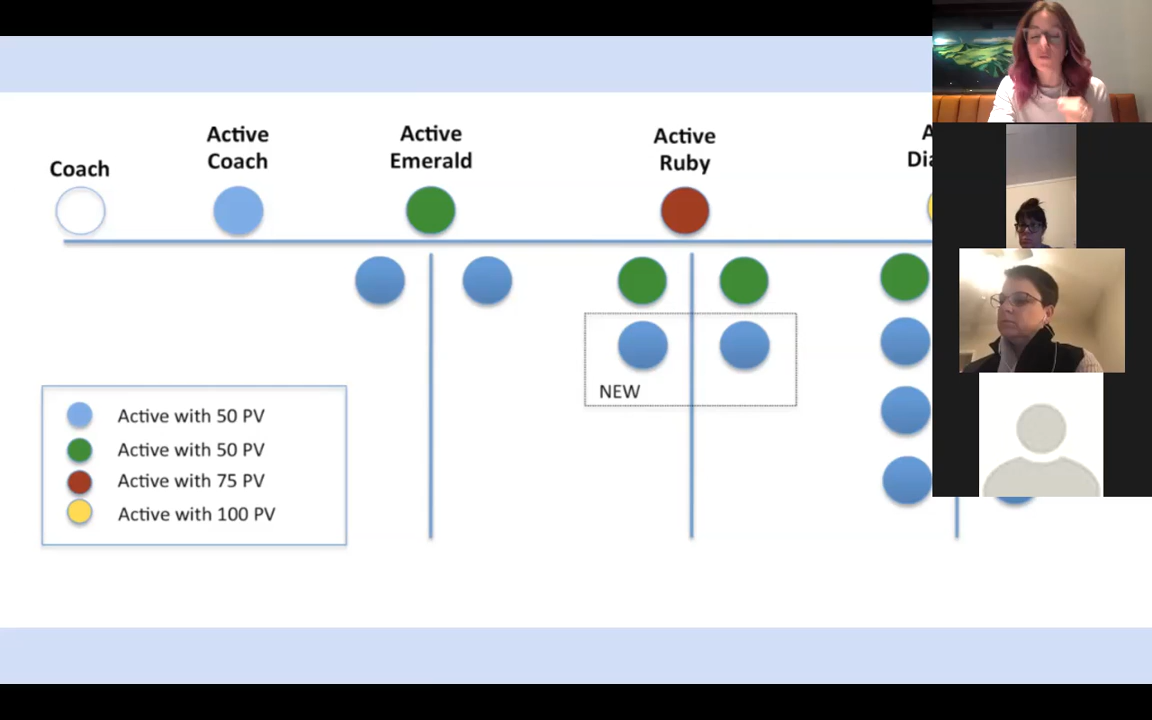 Coach
Active
Coach
Active
Emerald
Active
Ruby
A
Dia
NEW
Active with 50 PV
Active with 50 PV
Active with 75 PV
Active with 100 PV